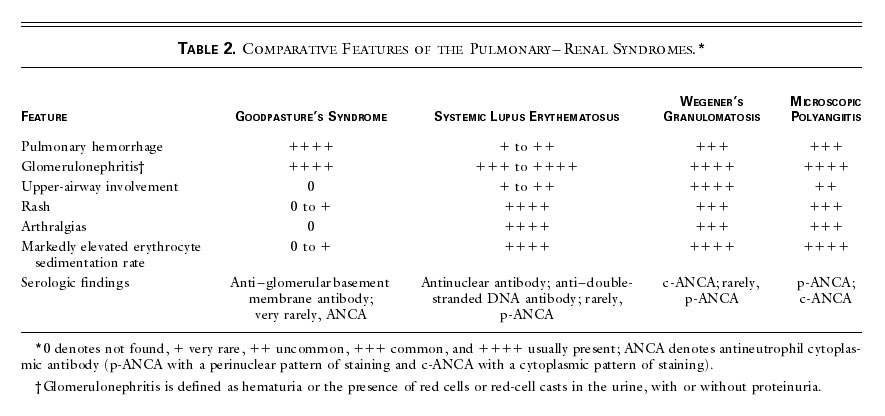 TABLE 2. COMPARATIVE FEATURES OF THE PULMONARY–RENAL SYNDROMES.*
FEATURE GOODPASTURE'S SYNDROME SYSTEMIC LUPUS ERYTHEMATOSUS WEGENER'S GRANULOMATOSIS MICROSCOPIC POLYANGIITIS
Pulmonary hemorrhage ++++ + to ++ +++ +++
Glomerulonephritis† ++++ +++ to ++++ ++++ ++++
Upper-airway involvement 0 + to ++ ++++ ++
Rash 0 to + ++++ +++ +++
Arthralgias 0 ++++ +++ +++
Markedly elevated erythrocyte 0 to + ++++ ++++ ++++
sedimentation rate
Serologic findings Anti–glomerular basement Antinuclear antibody; anti–double- c-ANCA; rarely, p-ANCA;
membrane antibody; stranded DNA antibody; rarely, p-ANCA c-ANCA
very rarely, ANCA p-ANCA
*0 denotes not found, + very rare, ++ uncommon, +++ common, and ++++ usually present; ANCA denotes antineutrophil cytoplas-
mic antibody (p-ANCA with a perinuclear pattern of staining and c-ANCA with a cytoplasmic pattern of staining).
†Glomerulonephritis is defined as hematuria or the presence of red cells or red-cell casts in the urine, with or without proteinuria.